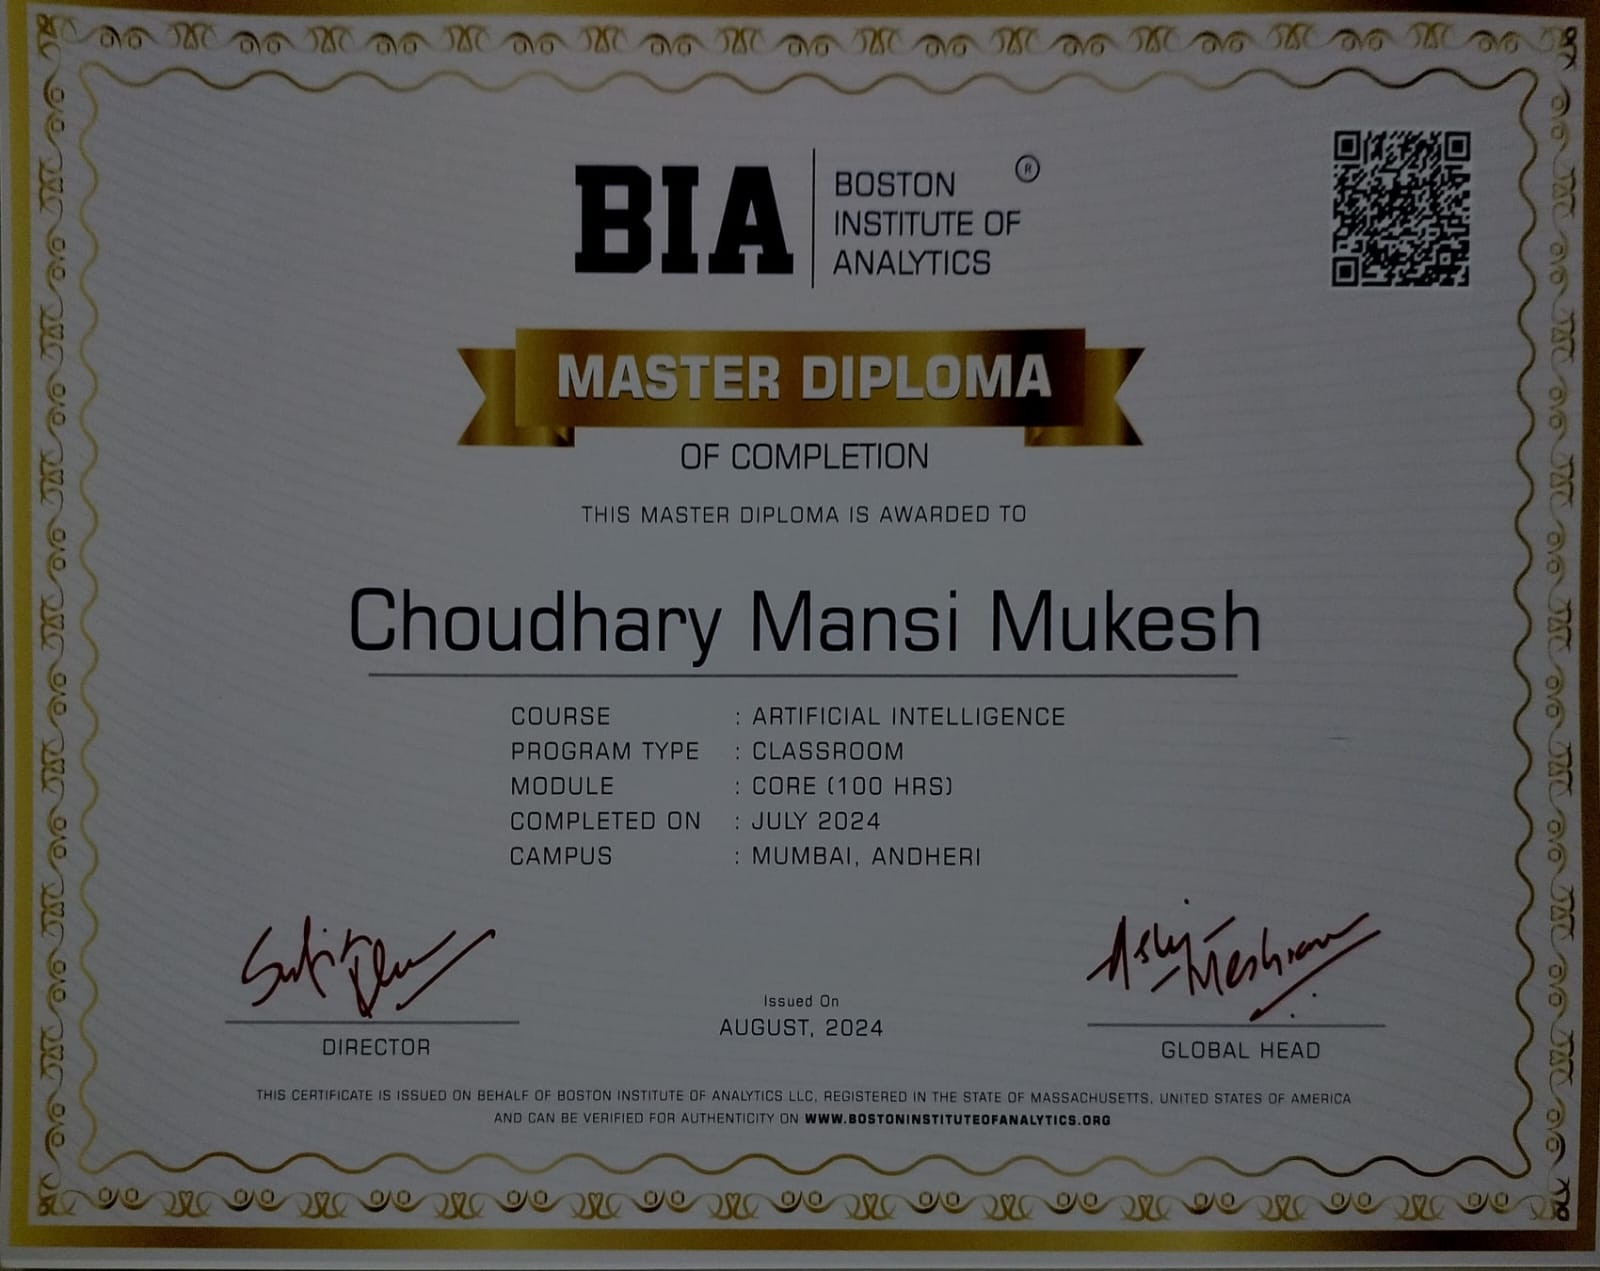 BIA
BOSTON ®
INSTITUTE OF
ANALYTICS
MASTER DIPLOMA
OF COMPLETION
THIS MASTER DIPLOMA IS AWARDED TO
Choudhary Mansi Mukesh
COURSE : ARTIFICIAL INTELLIGENCE
PROGRAM TYPE : CLASSROOM
MODULE : CORE (100 HRS)
COMPLETED ON : JULY 2024
CAMPUS : MUMBAI, ANDHERI
Issued On
AUGUST, 2024
DIRECTOR
GLOBAL HEAD
THIS CERTIFICATE IS ISSUED ON BEHALF OF BOSTON INSTITUTE OF ANALYTICS LLC, REGISTERED IN THE STATE OF MASSACHUSETTS, UNITED STATES OF AMERICA
AND CAN BE VERIFIED FOR AUTHENTICITY ON WWW.BOSTONINSTITUTEOFANALYTICS.ORG